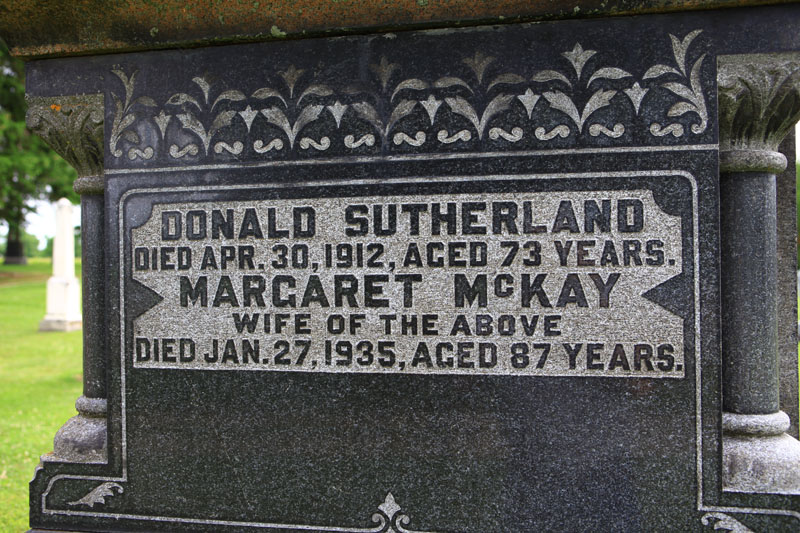 DONALD SUTHERLAND
DIED APR. 30, 1912, AGED 73 YEARS.
MARGARET McKAY
WIFE OF THE ABOVE
DIED JAN. 27, 1935, AGED 87 YEARS.